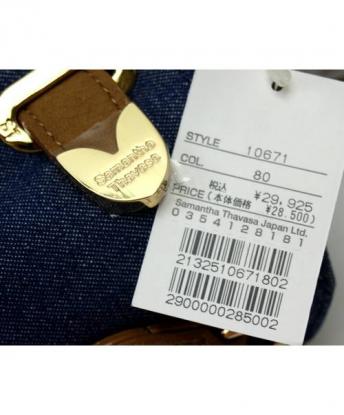 Samantha
Thavasa
STYLE 10671
COL. 80
PRICE 税込 ¥29,925
(本体価格 ¥28,500)
Samantha Thavasa Japan Ltd.
0354128181
2132510671802
2900000285002